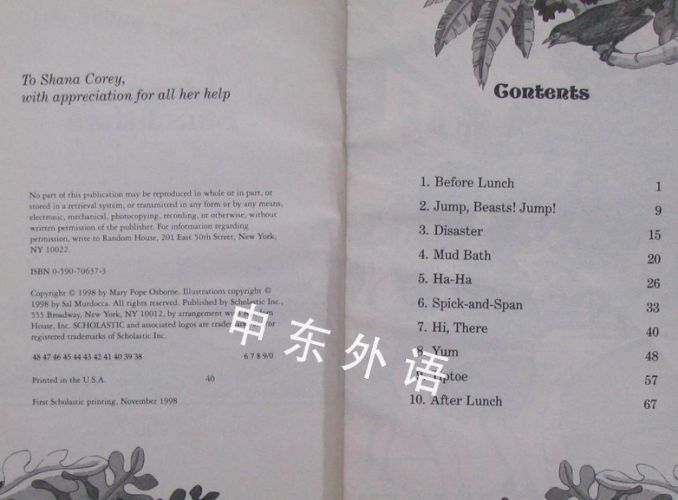 To Shana Corey,
with appreciation for all her help
No part of this publication may be reproduced in whole or in part, or
stored in a retrieval system, or transmitted in any form or by any means,
electronic, mechanical, photocopying, recording, or otherwise, without
written permission of the publisher. For information regarding
permission, write to Random House, 201 East 50th Street, New York,
NY 10022.
ISBN 0-590-70637-3
Copyright © 1998 by Mary Pope Osborne. Illustrations copyright ©
1998 by Sal Murdocca. All rights reserved. Published by Scholastic Inc.,
555 Broadway, New York, NY 10012, by arrangement with Random
House, Inc. SCHOLASTIC and associated logos are trademarks and/or
registered trademarks of Scholastic Inc.
48 47 46 45 44 43 42 41 40 39 38 6 7 8 9/0
Printed in the U.S.A. 40
First Scholastic printing, November 1998
Contents
1. Before Lunch 1
2. Jump, Beasts! Jump! 9
3. Disaster 15
4. Mud Bath 20
5. Ha-Ha 26
6. Spick-and-Span 33
7. Hi, There 40
8. Yum 48
9. Tiptoe 57
10. After Lunch 67
申东外语